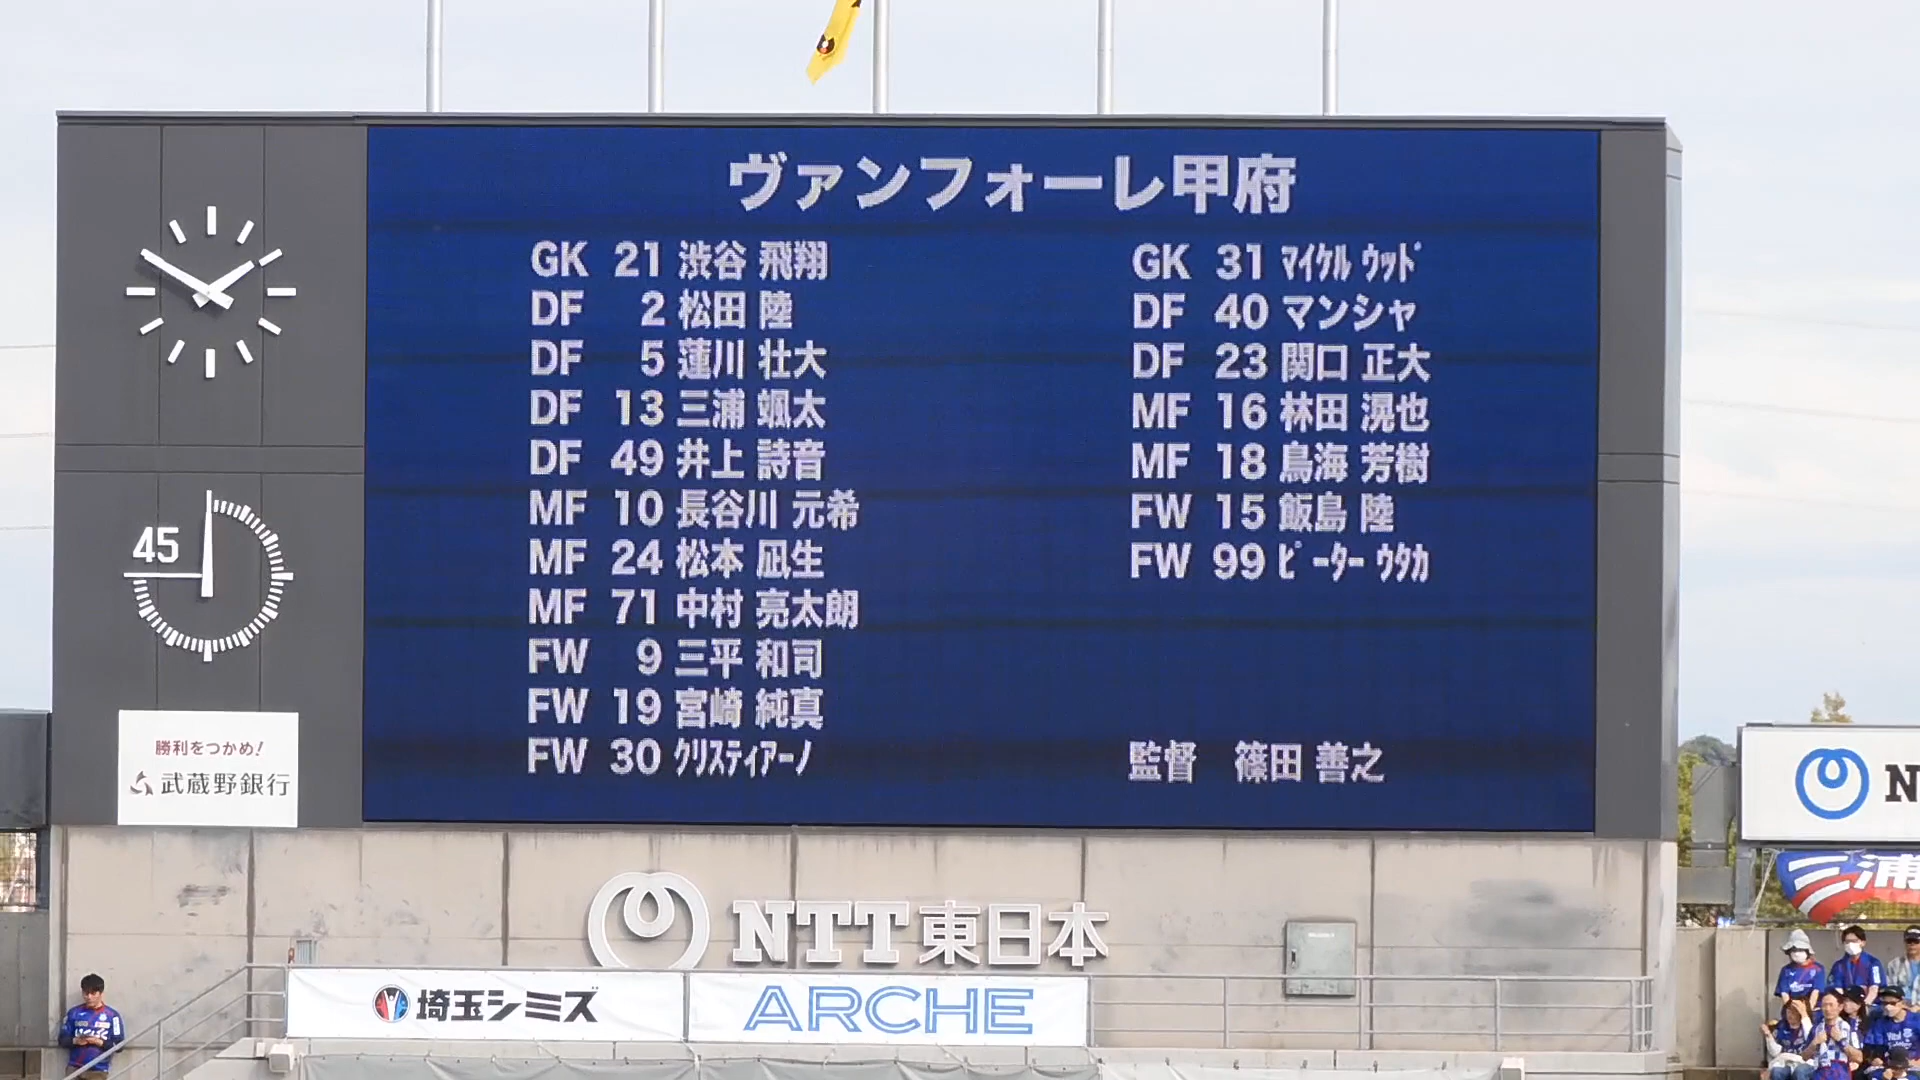 ヴァンフォーレ甲府
GK 21 渋谷 飛翔
DF 2 松田 陸
DF 5 蓮川 壮大
DF 13 三浦 颯太
DF 49 井上 詩音
MF 10 長谷川 元希
MF 24 松本 凪生
MF 71 中村 亮太朗
FW 9 三平 和司
FW 19 宮崎 純真
FW 30 ｸﾘｽﾃｨｱｰﾉ
GK 31 ﾏｲｹﾙ ｳｯﾄﾞ
DF 40 マンシャ
DF 23 関口 正大
MF 16 林田 滉也
MF 18 鳥海 芳樹
FW 15 飯島 陸
FW 99 ﾋﾟｰﾀｰ ｳﾀｶ
監督 篠田 善之
45
勝利をつかめ!
武蔵野銀行
NTT東日本
埼玉シミズ
ARCHE
N
三浦